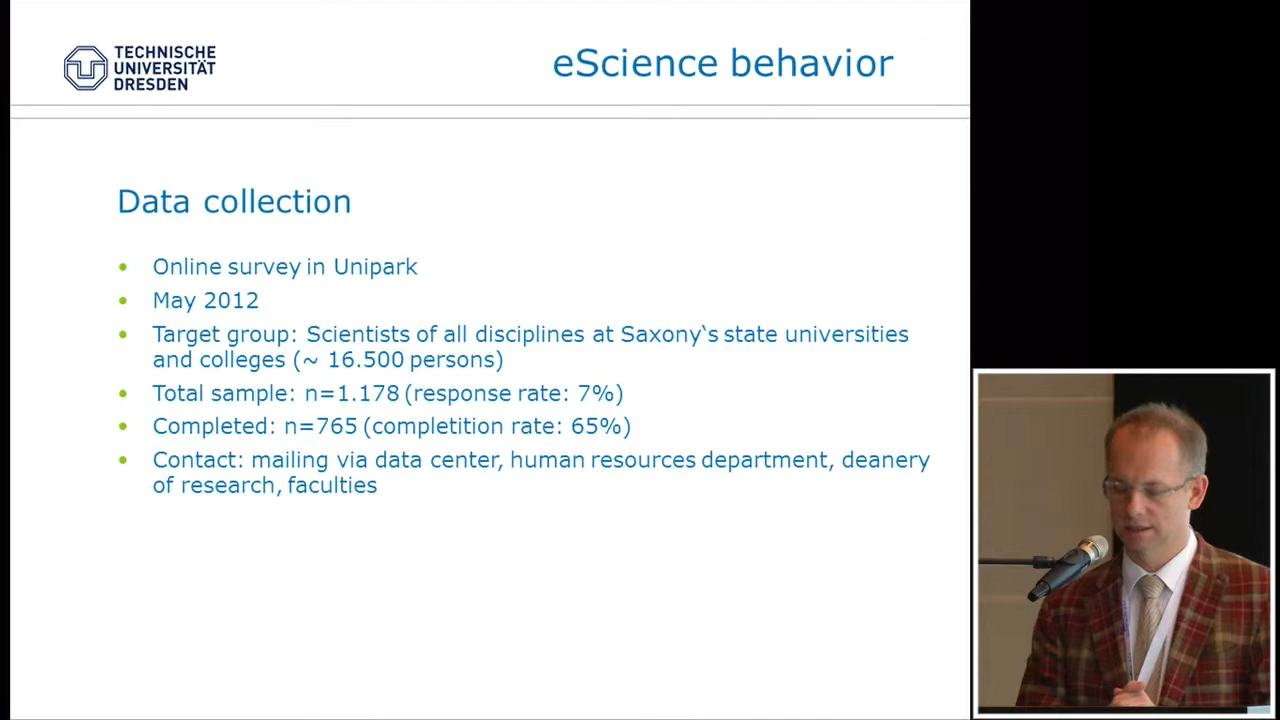 TECHNISCHE
UNIVERSITÄT
DRESDEN
eScience behavior
Data collection
• Online survey in Unipark
• May 2012
• Target group: Scientists of all disciplines at Saxony‘s state universities
and colleges (~ 16.500 persons)
• Total sample: n=1.178 (response rate: 7%)
• Completed: n=765 (completition rate: 65%)
• Contact: mailing via data center, human resources department, deanery
of research, faculties